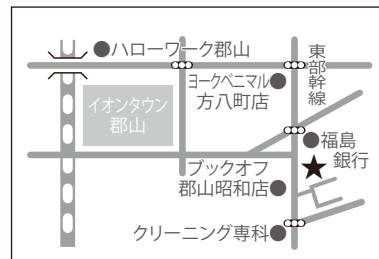 ハローワーク郡山
東部幹線
ヨークベニマル
方八町店
イオンタウン
郡山
福島
銀行
ブックオフ
郡山昭和店
クリーニング専科